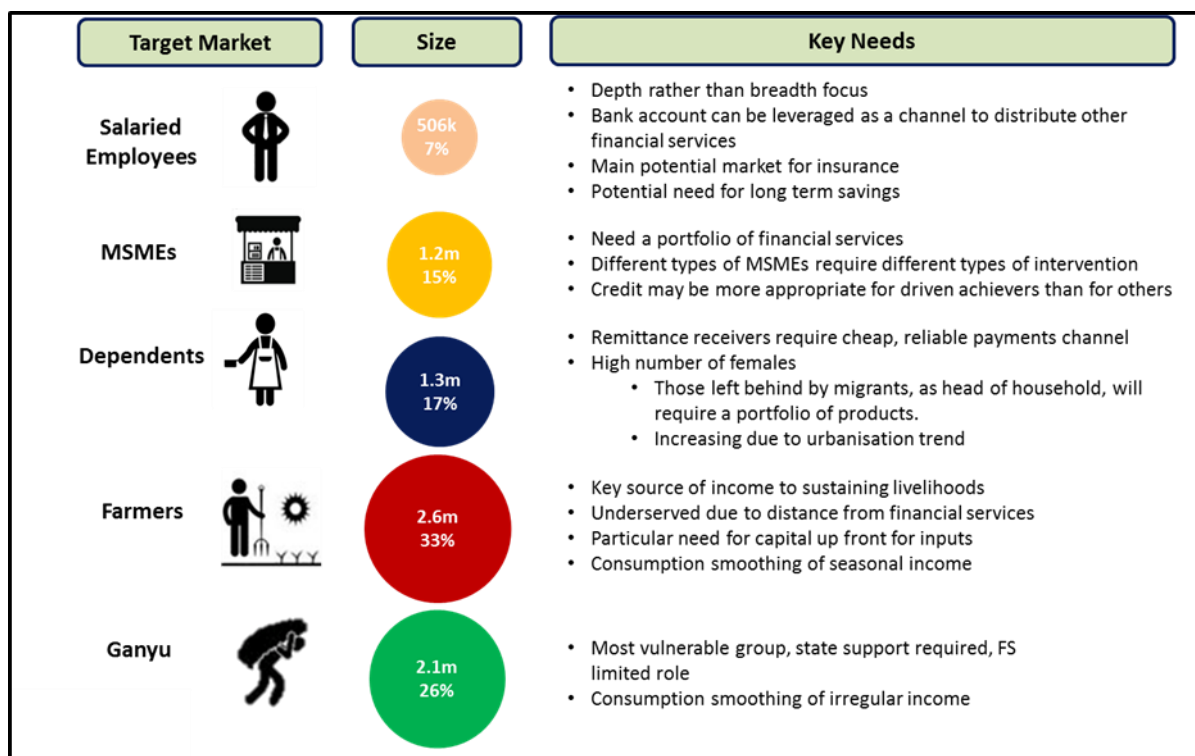 Target Market
Size
Key Needs
Salaried
Employees
506k
7%
• Depth rather than breadth focus
• Bank account can be leveraged as a channel to distribute other
financial services
• Main potential market for insurance
• Potential need for long term savings
MSMEs
1.2m
15%
• Need a portfolio of financial services
• Different types of MSMEs require different types of intervention
• Credit may be more appropriate for driven achievers than for others
Dependents
1.3m
17%
• Remittance receivers require cheap, reliable payments channel
• High number of females
• Those left behind by migrants, as head of household, will
require a portfolio of products.
• Increasing due to urbanisation trend
Farmers
2.6m
33%
• Key source of income to sustaining livelihoods
• Underserved due to distance from financial services
• Particular need for capital up front for inputs
• Consumption smoothing of seasonal income
Ganyu
2.1m
26%
• Most vulnerable group, state support required, FS
limited role
• Consumption smoothing of irregular income